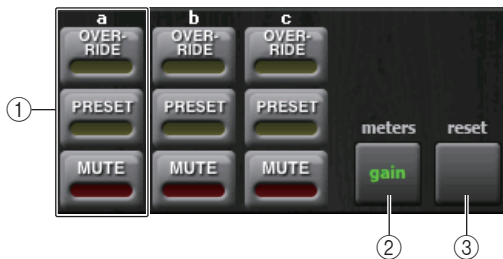 a b c
OVER-
RIDE
OVER-
RIDE
OVER-
RIDE
PRESET PRESET PRESET
MUTE MUTE MUTE
meters reset
gain
① ② ③